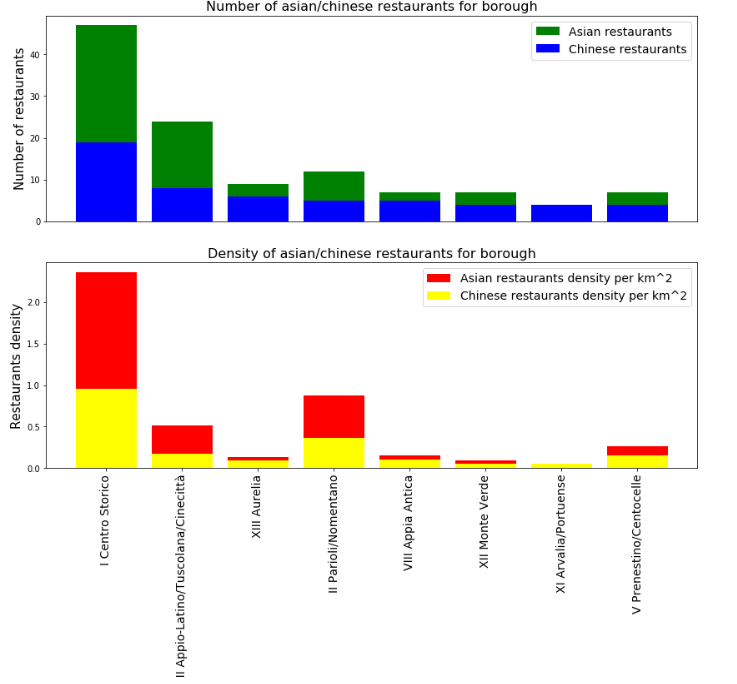 Number of asian/chinese restaurants for borough
Asian restaurants
Chinese restaurants
Number of restaurants
40
30
20
10
0
Density of asian/chinese restaurants for borough
Asian restaurants density per km^2
Chinese restaurants density per km^2
Restaurants density
2.0
1.5
1.0
0.5
0.0
I Centro Storico
II Appio-Latino/Tuscolana/Cinecittà
XIII Aurelia
II Parioli/Nomentano
VIII Appia Antica
XII Monte Verde
XI Arvalia/Portuense
V Prenestino/Centocelle